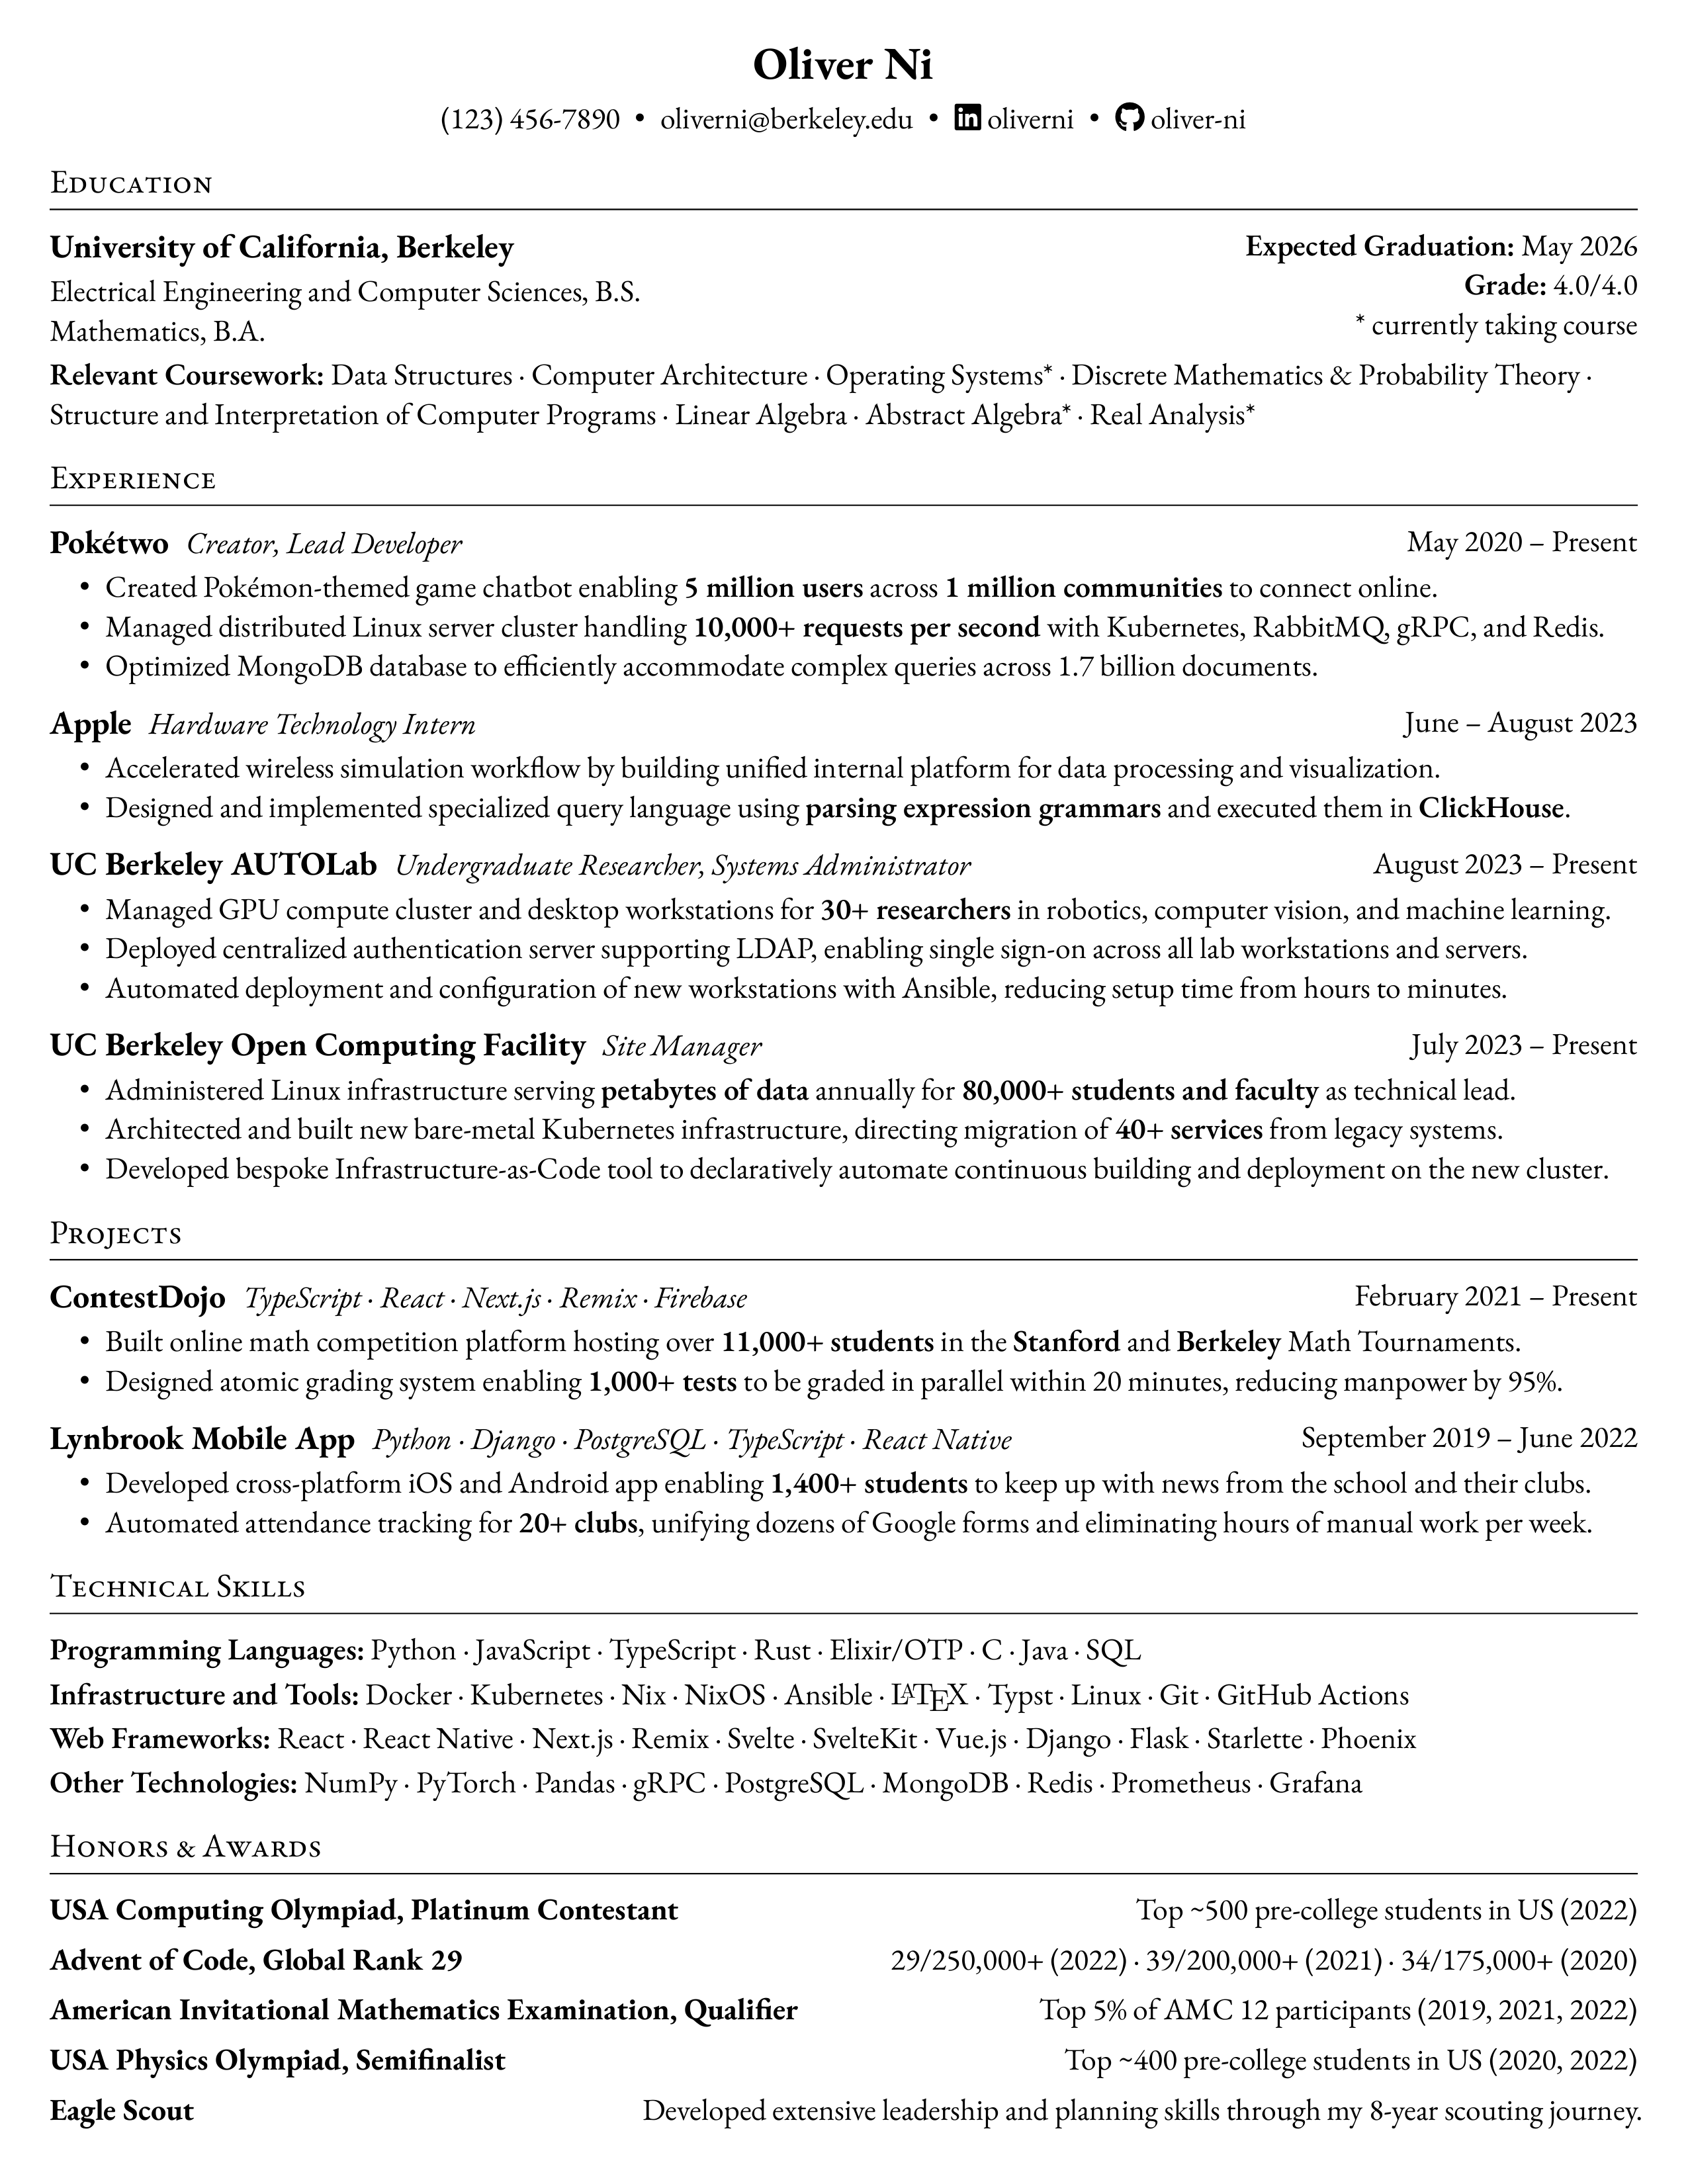 Oliver Ni
(123) 456-7890 • oliverni@berkeley.edu • in oliverni • oliver-ni
Education
University of California, Berkeley Expected Graduation: May 2026
Electrical Engineering and Computer Sciences, B.S. Grade: 4.0/4.0
Mathematics, B.A. * currently taking course
Relevant Coursework: Data Structures · Computer Architecture · Operating Systems* · Discrete Mathematics & Probability Theory ·
Structure and Interpretation of Computer Programs · Linear Algebra · Abstract Algebra* · Real Analysis*
Experience
Pokétwo Creator, Lead Developer May 2020 – Present
• Created Pokémon-themed game chatbot enabling 5 million users across 1 million communities to connect online.
• Managed distributed Linux server cluster handling 10,000+ requests per second with Kubernetes, RabbitMQ, gRPC, and Redis.
• Optimized MongoDB database to efficiently accommodate complex queries across 1.7 billion documents.
Apple Hardware Technology Intern June – August 2023
• Accelerated wireless simulation workflow by building unified internal platform for data processing and visualization.
• Designed and implemented specialized query language using parsing expression grammars and executed them in ClickHouse.
UC Berkeley AUTOLab Undergraduate Researcher, Systems Administrator August 2023 – Present
• Managed GPU compute cluster and desktop workstations for 30+ researchers in robotics, computer vision, and machine learning.
• Deployed centralized authentication server supporting LDAP, enabling single sign-on across all lab workstations and servers.
• Automated deployment and configuration of new workstations with Ansible, reducing setup time from hours to minutes.
UC Berkeley Open Computing Facility Site Manager July 2023 – Present
• Administered Linux infrastructure serving petabytes of data annually for 80,000+ students and faculty as technical lead.
• Architected and built new bare-metal Kubernetes infrastructure, directing migration of 40+ services from legacy systems.
• Developed bespoke Infrastructure-as-Code tool to declaratively automate continuous building and deployment on the new cluster.
Projects
ContestDojo TypeScript · React · Next.js · Remix · Firebase February 2021 – Present
• Built online math competition platform hosting over 11,000+ students in the Stanford and Berkeley Math Tournaments.
• Designed atomic grading system enabling 1,000+ tests to be graded in parallel within 20 minutes, reducing manpower by 95%.
Lynbrook Mobile App Python · Django · PostgreSQL · TypeScript · React Native September 2019 – June 2022
• Developed cross-platform iOS and Android app enabling 1,400+ students to keep up with news from the school and their clubs.
• Automated attendance tracking for 20+ clubs, unifying dozens of Google forms and eliminating hours of manual work per week.
Technical Skills
Programming Languages: Python · JavaScript · TypeScript · Rust · Elixir/OTP · C · Java · SQL
Infrastructure and Tools: Docker · Kubernetes · Nix · NixOS · Ansible · LATEX · Typst · Linux · Git · GitHub Actions
Web Frameworks: React · React Native · Next.js · Remix · Svelte · SvelteKit · Vue.js · Django · Flask · Starlette · Phoenix
Other Technologies: NumPy · PyTorch · Pandas · gRPC · PostgreSQL · MongoDB · Redis · Prometheus · Grafana
Honors & Awards
USA Computing Olympiad, Platinum Contestant Top ~500 pre-college students in US (2022)
Advent of Code, Global Rank 29 29/250,000+ (2022) · 39/200,000+ (2021) · 34/175,000+ (2020)
American Invitational Mathematics Examination, Qualifier Top 5% of AMC 12 participants (2019, 2021, 2022)
USA Physics Olympiad, Semifinalist Top ~400 pre-college students in US (2020, 2022)
Eagle Scout Developed extensive leadership and planning skills through my 8-year scouting journey.